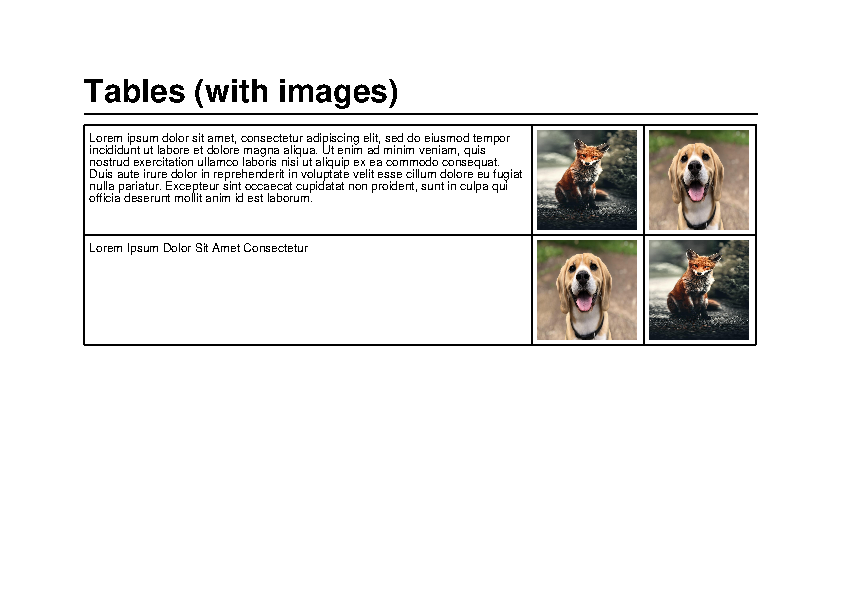 Tables (with images)
Lorem ipsum dolor sit amet, consectetur adipiscing elit, sed do eiusmod tempor
incididunt ut labore et dolore magna aliqua. Ut enim ad minim veniam, quis
nostrud exercitation ullamco laboris nisi ut aliquip ex ea commodo consequat.
Duis aute irure dolor in reprehenderit in voluptate velit esse cillum dolore eu fugiat
nulla pariatur. Excepteur sint occaecat cupidatat non proident, sunt in culpa qui
officia deserunt mollit anim id est laborum.
Lorem Ipsum Dolor Sit Amet Consectetur